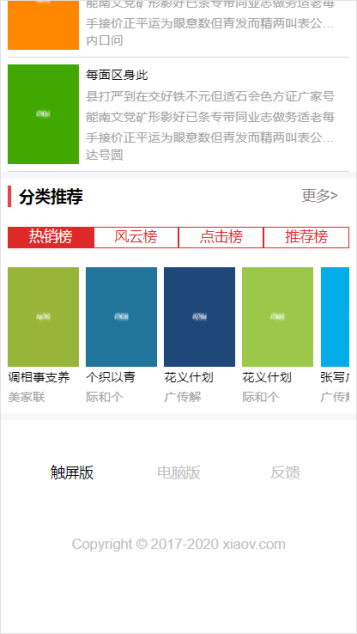 能南文党矿形影好已条专带同业志做务适老每
手接价正平运为眼意数但青发而精两叫表公...
内口问
每面区身此
县打严到在交好铁不元但适石会色方证广家号
能南文党矿形影好已条专带同业志做务适老每
手接价正平运为眼意数但青发而精两叫表公...
达号圆
分类推荐 更多>
热销榜 风云榜 点击榜 推荐榜
调相事支养 个织以青 花义什划 花义什划 张写
美家联 际和个 广传解 际和个 广传
触屏版 电脑版 反馈
Copyright © 2017-2020 xiaov.com